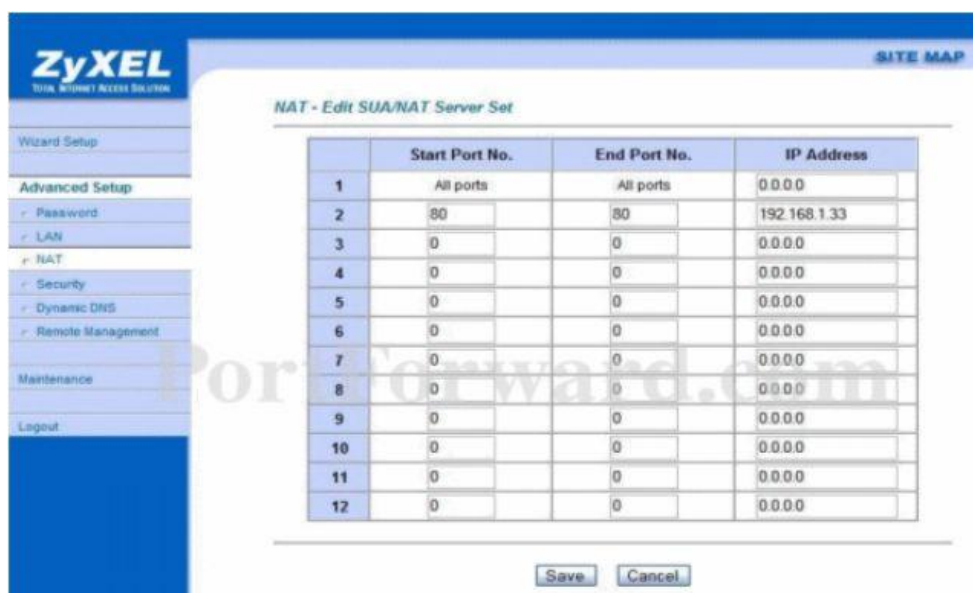 ZyXEL
TOTAL INTERNET ACCESS SOLUTION
SITE MAP
NAT - Edit SUA/NAT Server Set
Wizard Setup
Advanced Setup
Password
LAN
NAT
Security
Dynamic DNS
Remote Management
Maintenance
Logout
Start Port No. End Port No. IP Address
1 All ports All ports 0.0.0.0
2 80 80 192.168.1.33
3 0 0 0.0.0.0
4 0 0 0.0.0.0
5 0 0 0.0.0.0
6 0 0 0.0.0.0
7 0 0 0.0.0.0
8 0 0 0.0.0.0
9 0 0 0.0.0.0
10 0 0 0.0.0.0
11 0 0 0.0.0.0
12 0 0 0.0.0.0
PortForward.com
Save Cancel